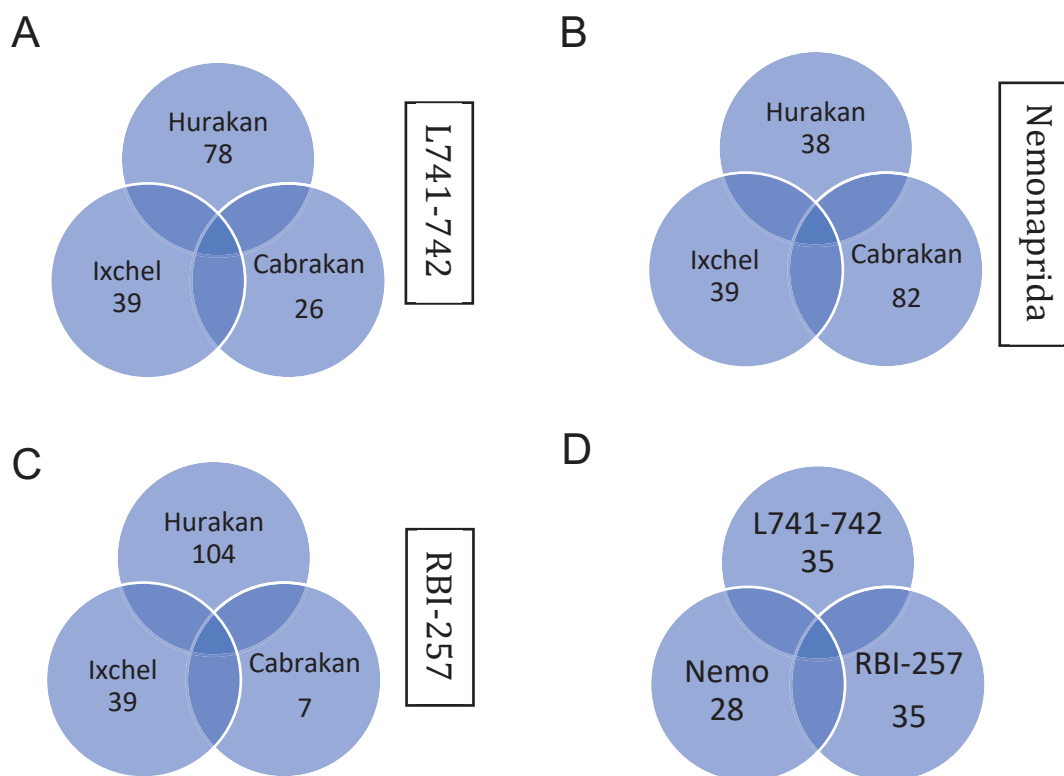 A
Hurakan
78
Ixchel
39
Cabrakan
26
L741-742
B
Hurakan
38
Ixchel
39
Cabrakan
82
Nemonaprida
C
Hurakan
104
Ixchel
39
Cabrakan
7
RBI-257
D
L741-742
35
Nemo
28
RBI-257
35